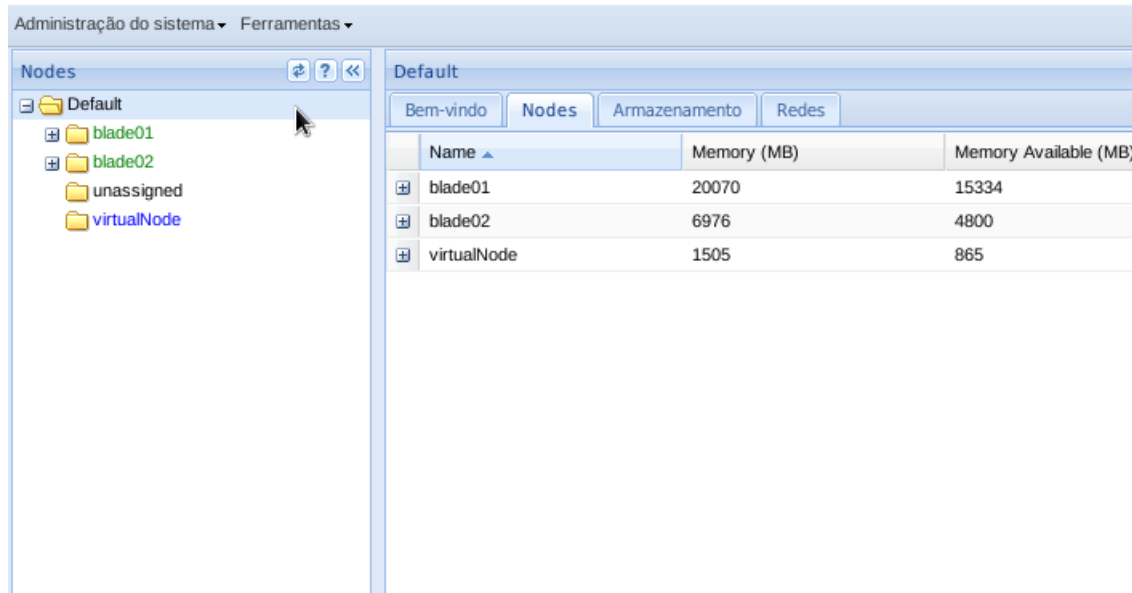 Administração do sistema Ferramentas
Nodes
Default
blade01
blade02
unassigned
virtualNode
Default
Bem-vindo Nodes Armazenamento Redes
Name Memory (MB) Memory Available (MB)
blade01 20070 15334
blade02 6976 4800
virtualNode 1505 865